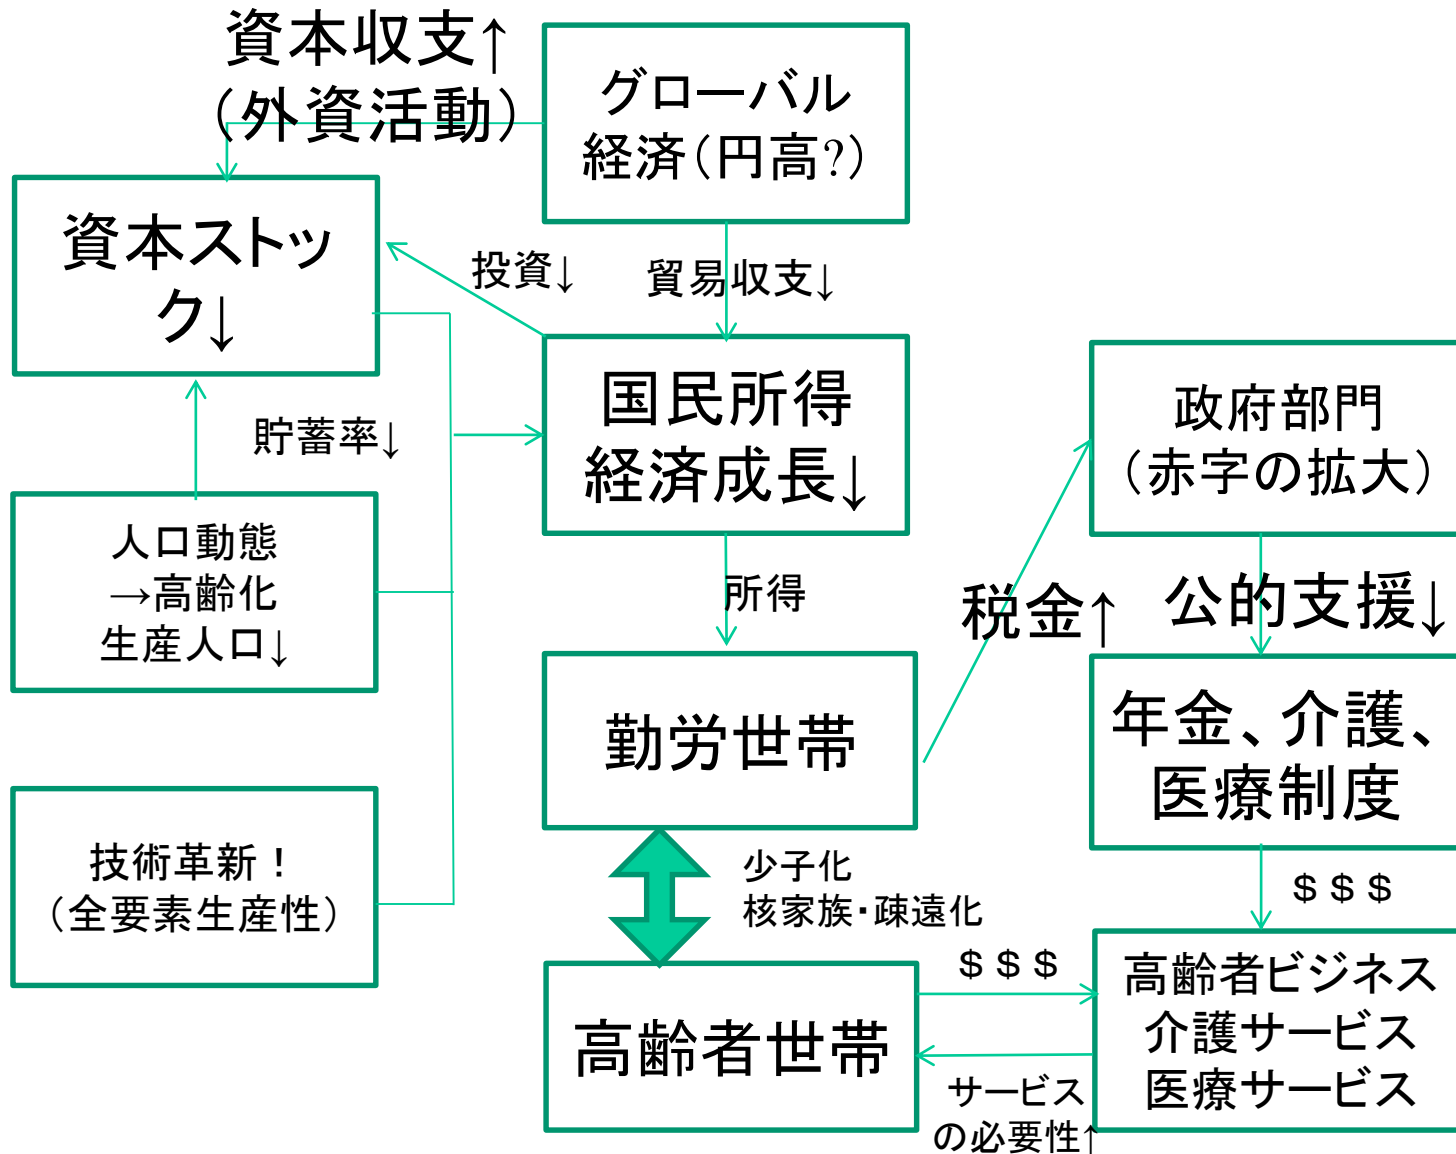 資本収支↑
（外資活動）
グローバル
経済（円高?）
資本ストッ
ク↓
投資↓
貿易収支↓
国民所得
経済成長↓
政府部門
（赤字の拡大）
貯蓄率↓
人口動態
→高齢化
生産人口↓
所得
税金↑
公的支援↓
勤労世帯
年金、介護、
医療制度
技術革新！
（全要素生産性）
少子化
核家族・疎遠化
＄＄＄
＄＄＄
高齢者世帯
高齢者ビジネス
介護サービス
医療サービス
サービス
の必要性↑